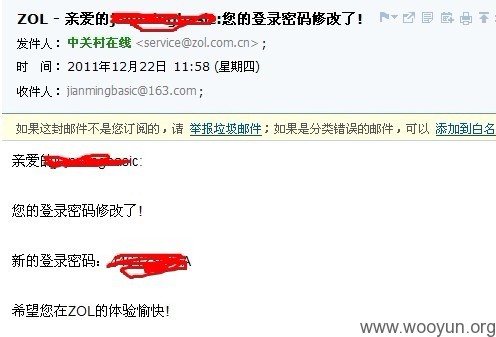 ZOL - 亲爱的:您的登录密码修改了!
发件人: 中关村在线 <service@zol.com.cn>;
时 间: 2011年12月22日 11:58 (星期四)
收件人: jianmingbasic@163.com;
如果这封邮件不是您订阅的，请 举报垃圾邮件；如果是分类错误的邮件，可以 添加到白名
亲爱的sic:
您的登录密码修改了!
新的登录密码: A
希望您在ZOL的体验愉快!
www.wooyun.org